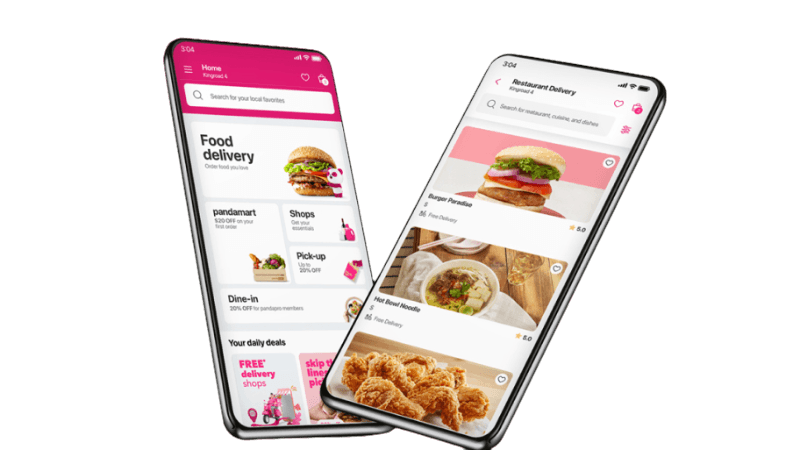 3:04
Home
Kingroad 4
Search for your local favorites
Food
delivery
Order food you love
pandamart
$20 OFF on your
first order
Shops
Get your
essentials
Pick-up
Up to
20% OFF
Dine-in
20% OFF for pandapro members
Your daily deals
FREE*
delivery
shops
skip th
lines
pic
3:04
Restaurant Delivery
Kingroad 4
Search for restaurant, cuisine, and dishes
Burger Paradise
$
Free Delivery
5.0
Hot Bowl Noodle
$
Free Delivery
5.0